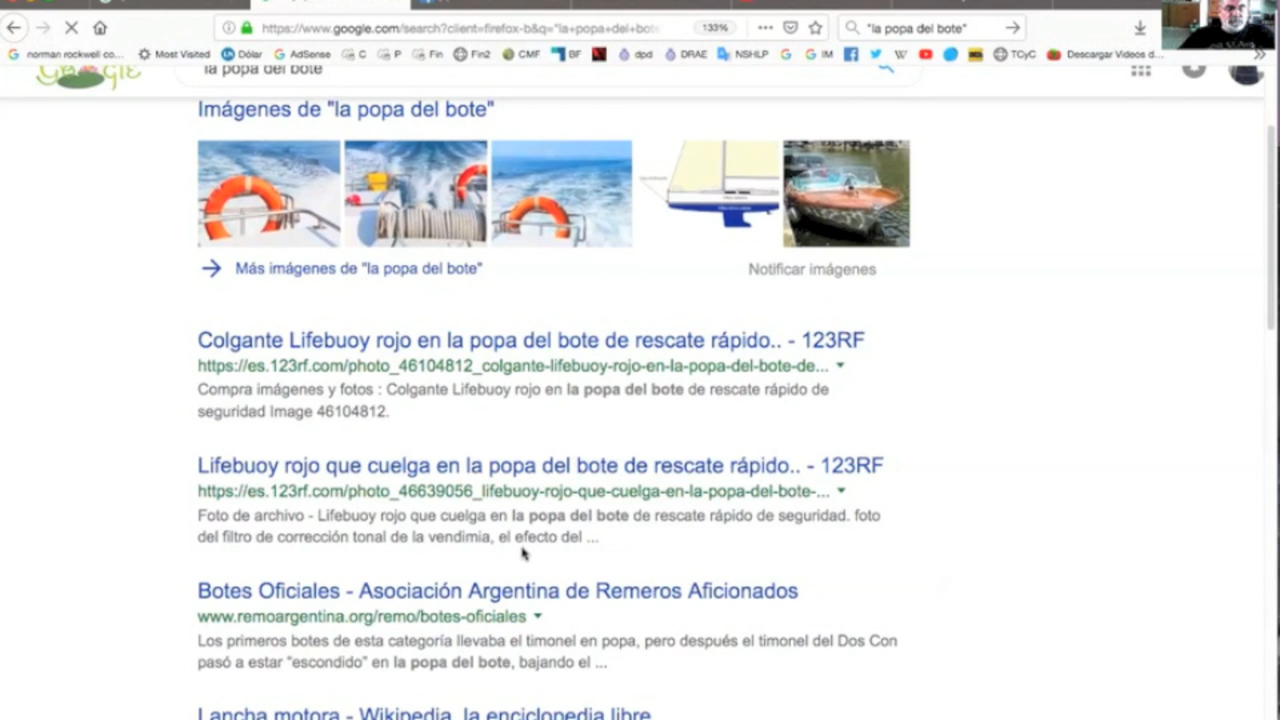 https://www.google.com/search?client=firefox-b&q="la+popa+del+bote
133%
"la popa del bote"
norman rockwell co...
Most Visited
Dólar
AdSense
C
P
Fin
Fin2
CMF
BF
dpd
DRAE
NSHLP
G
IM
TCyC
Descargar Videos d...
Google
la popa del bote
Imágenes de "la popa del bote"
Más imágenes de "la popa del bote"
Notificar imágenes
Colgante Lifebuoy rojo en la popa del bote de rescate rápido.. - 123RF
https://es.123rf.com/photo_46104812_colgante-lifebuoy-rojo-en-la-popa-del-bote-de...
Compra imágenes y fotos : Colgante Lifebuoy rojo en la popa del bote de rescate rápido de
seguridad Image 46104812.
Lifebuoy rojo que cuelga en la popa del bote de rescate rápido.. - 123RF
https://es.123rf.com/photo_46639056_lifebuoy-rojo-que-cuelga-en-la-popa-del-bote-...
Foto de archivo - Lifebuoy rojo que cuelga en la popa del bote de rescate rápido de seguridad. foto
del filtro de corrección tonal de la vendimia, el efecto del ...
Botes Oficiales - Asociación Argentina de Remeros Aficionados
www.remoargentina.org/remo/botes-oficiales
Los primeros botes de esta categoría llevaba el timonel en popa, pero después el timonel del Dos Con
pasó a estar "escondido" en la popa del bote, bajando el ...
Lancha motora - Wikipedia, la enciclopedia libre